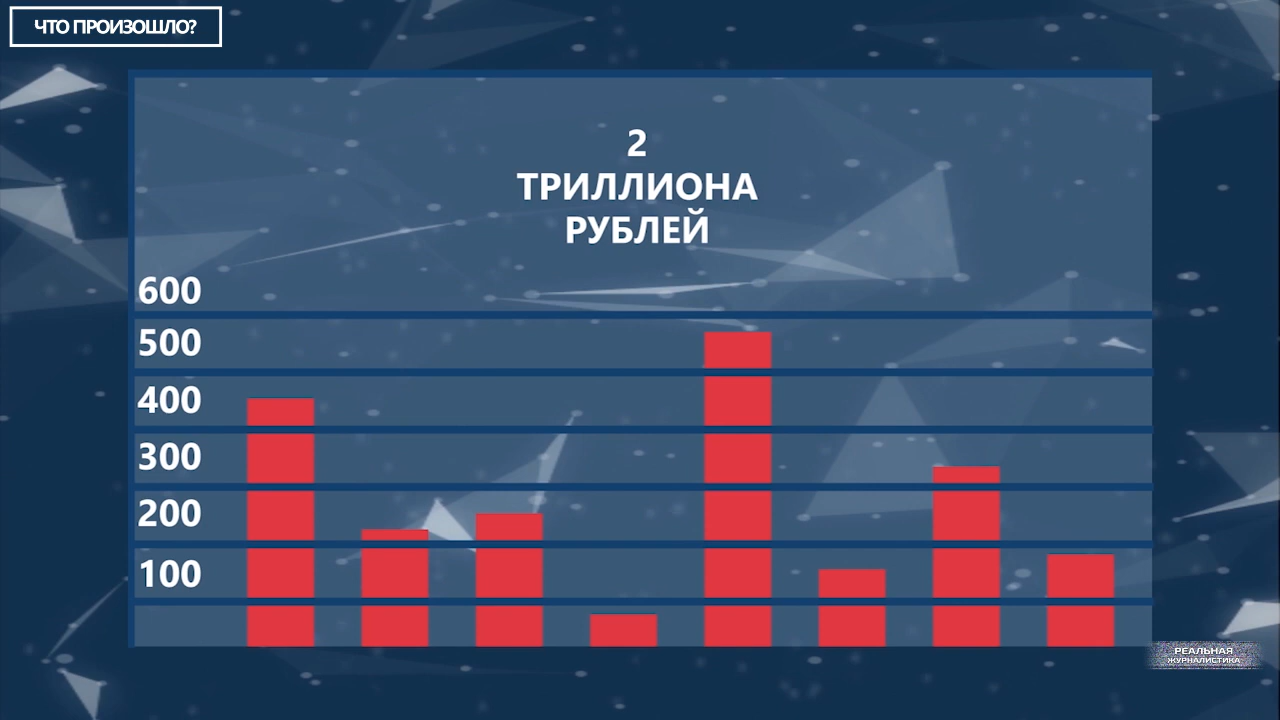 ЧТО ПРОИЗОШЛО?
2
ТРИЛЛИОНА
РУБЛЕЙ
600
500
400
300
200
100
РЕАЛЬНАЯ
ЖУРНАЛИСТИКА